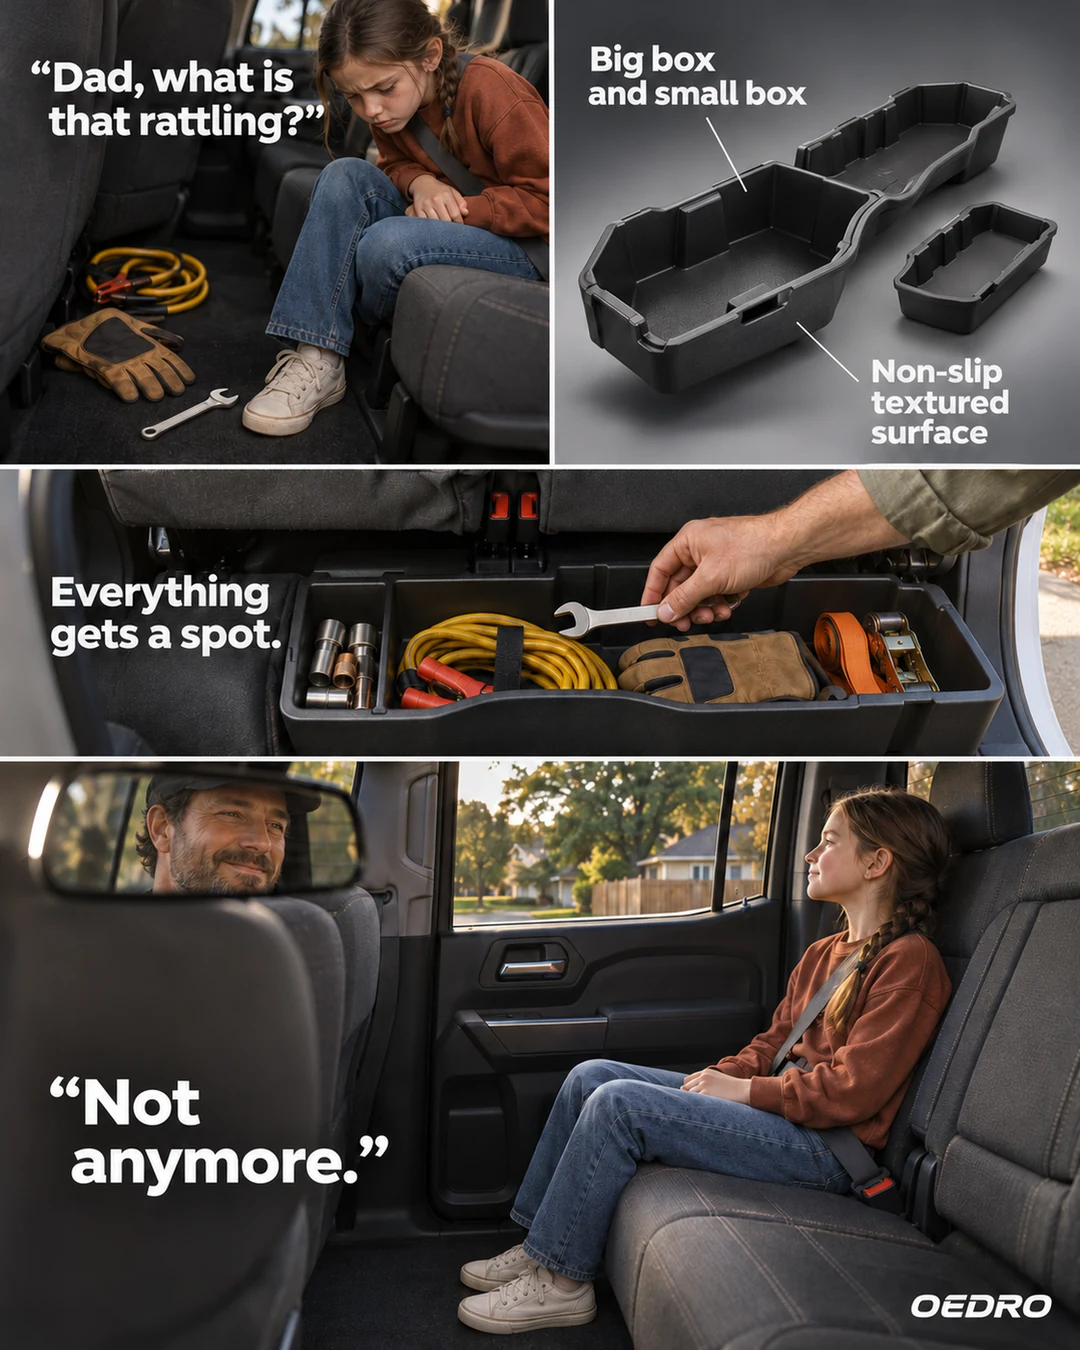 “Dad, what is
that rattling?”
Big box
and small box
Non-slip
textured
surface
Everything
gets a spot.
“Not
anymore.”
OEDRO